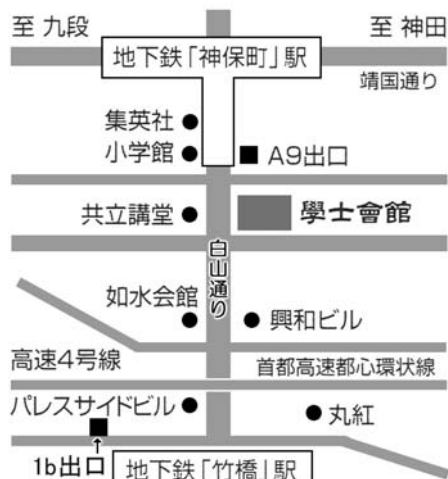 至 九段
至 神田
地下鉄「神保町」駅
靖国通り
集英社
小学館
A9出口
共立講堂
學士會館
白山通り
如水会館
興和ビル
高速4号線
首都高速都心環状線
パレスサイドビル
丸紅
1b出口
地下鉄「竹橋」駅